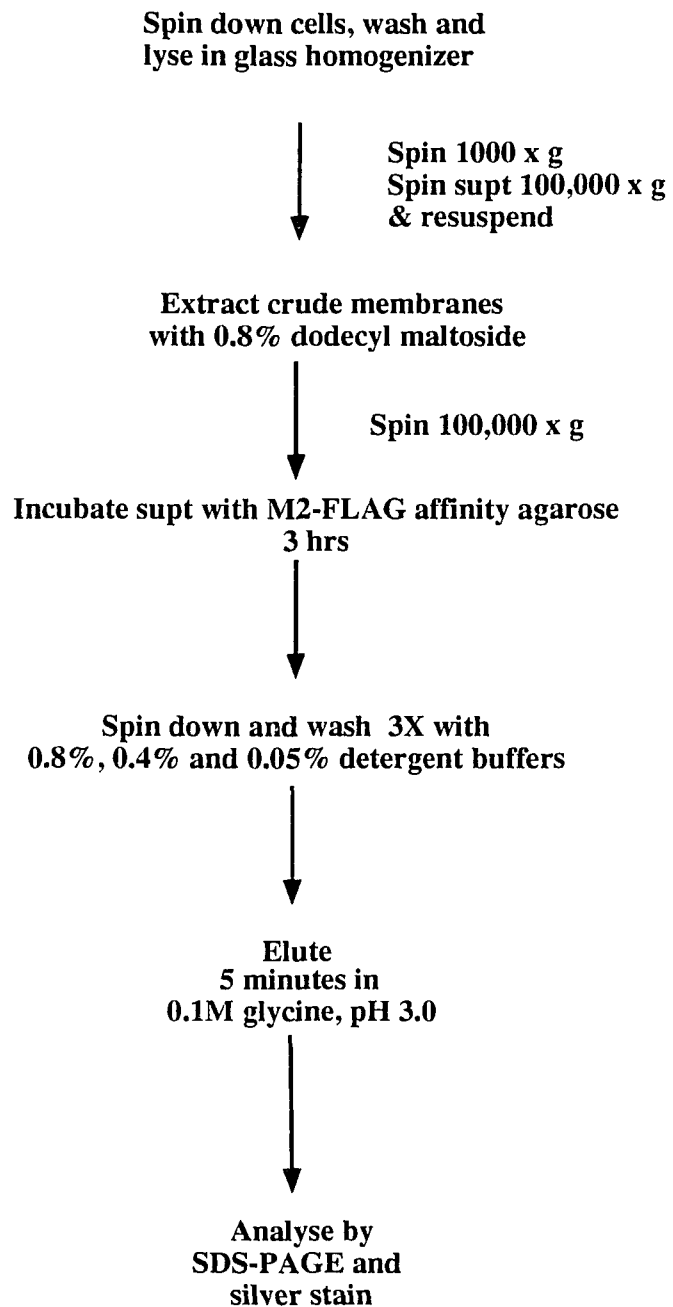 Spin down cells, wash and
lyse in glass homogenizer
Spin 1000 x g
Spin supt 100,000 x g
& resuspend
Extract crude membranes
with 0.8% dodecyl maltoside
Spin 100,000 x g
Incubate supt with M2-FLAG affinity agarose
3 hrs
Spin down and wash 3X with
0.8%, 0.4% and 0.05% detergent buffers
Elute
5 minutes in
0.1M glycine, pH 3.0
Analyse by
SDS-PAGE and
silver stain